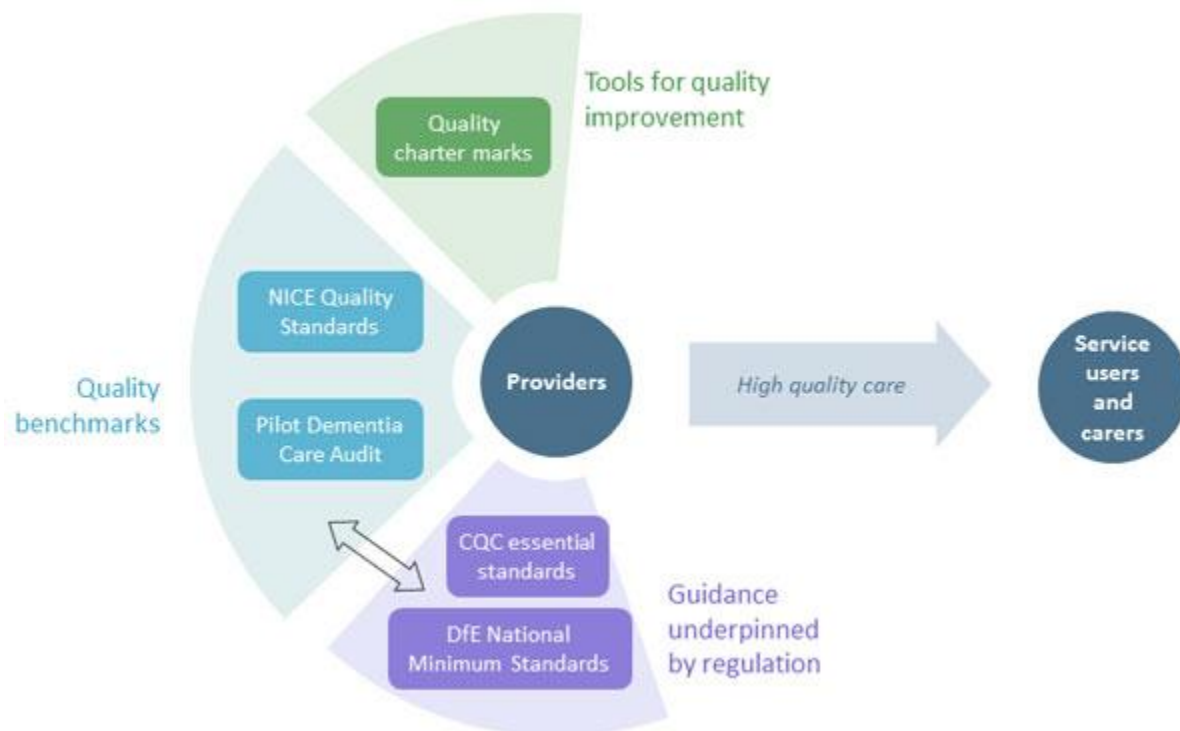 Tools for quality
improvement
Quality
charter marks
NICE Quality
Standards
Quality
benchmarks
Pilot Dementia
Care Audit
Providers
High quality care
Service
users
and
carers
CQC essential
standards
DfE National
Minimum Standards
Guidance
underpinned
by regulation